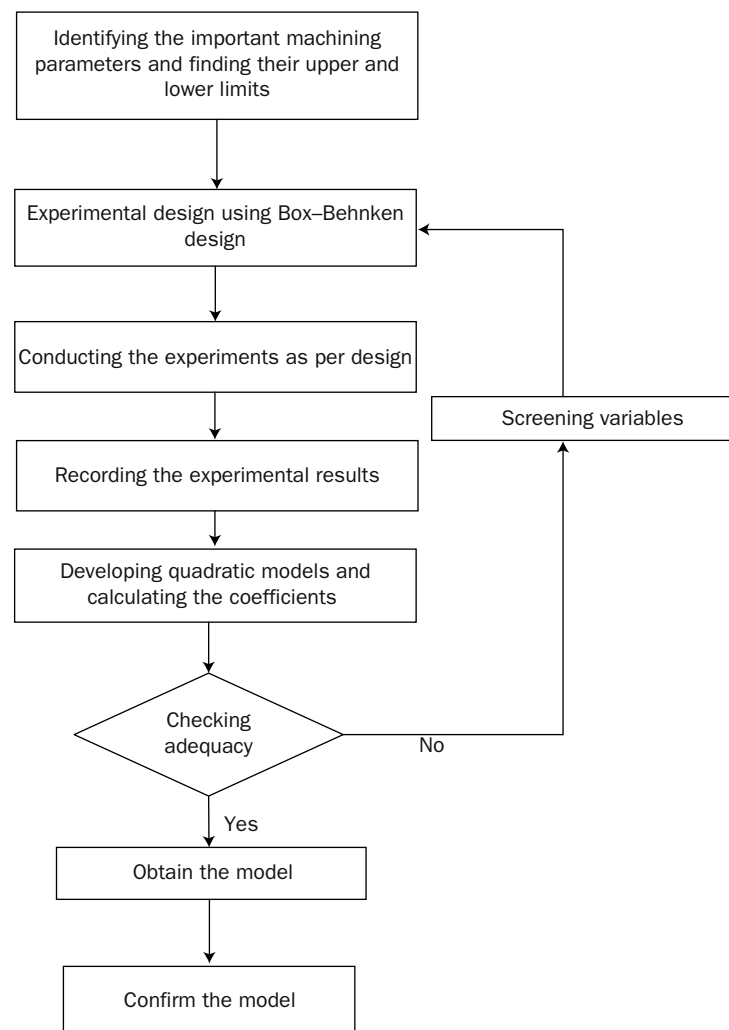 Identifying the important machining
parameters and finding their upper and
lower limits
Experimental design using Box–Behnken
design
Conducting the experiments as per design
Screening variables
Recording the experimental results
Developing quadratic models and
calculating the coefficients
Checking
adequacy
No
Yes
Obtain the model
Confirm the model